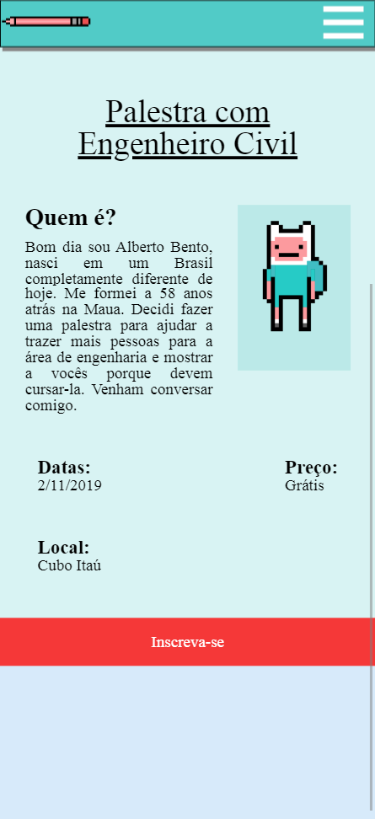 Palestra com
Engenheiro Civil
Quem é?
Bom dia sou Alberto Bento,
nasci em um Brasil
completamente diferente de
hoje. Me formei a 58 anos
atrás na Maua. Decidi fazer
uma palestra para ajudar a
trazer mais pessoas para a
área de engenharia e mostrar
a vocês porque devem
cursar-la. Venham conversar
comigo.
Datas:
2/11/2019
Preço:
Grátis
Local:
Cubo Itaú
Inscreva-se